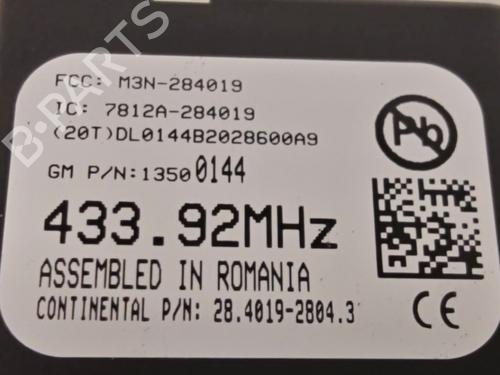 B-PARTS
FCC: M3N-284019
IC: 7812A-284019
(20T)DL0144B2028600A9
Pb
GM P/N:13500144
433.92MHz
ASSEMBLED IN ROMANIA
CONTINENTAL P/N: 28.4019-2804.3
CE